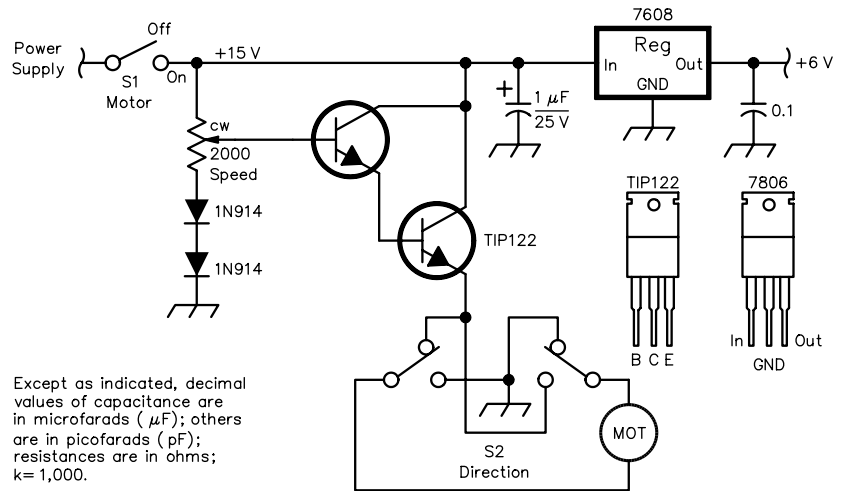 7608
Off
Power
Supply
+15 V
On
S1
Motor
Reg
In
Out
GND
+6 V
+
1 µF
25 V
0.1
cw
2000
Speed
1N914
1N914
TIP122
TIP122
7806
B C E
In
Out
GND
Except as indicated, decimal
values of capacitance are
in microfarads ( µF); others
are in picofarads ( pF);
resistances are in ohms;
k= 1,000.
S2
Direction
MOT